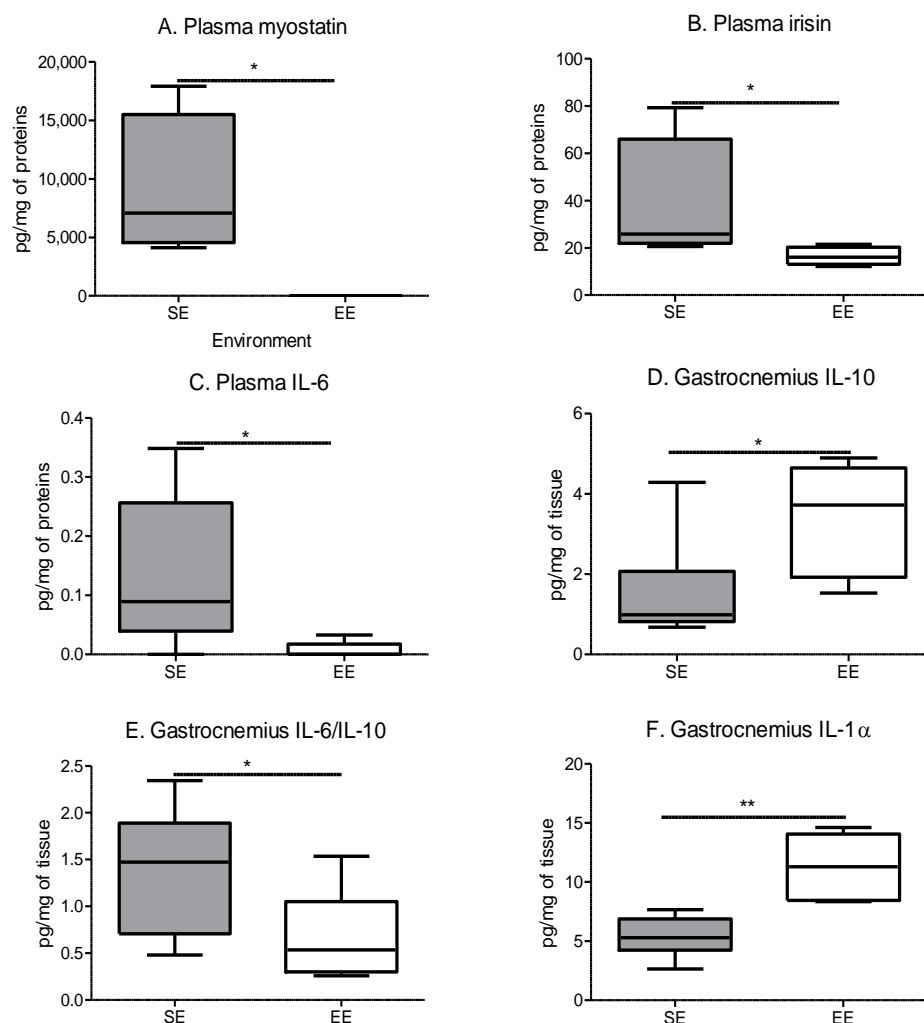 A. Plasma myostatin
20,000
15,000
10,000
5,000
0
pg/mg of proteins
*
SE
EE
Environment
B. Plasma irisin
100
80
60
40
20
0
pg/mg of proteins
*
SE
EE
C. Plasma IL-6
0.4
0.3
0.2
0.1
0.0
pg/mg of proteins
*
SE
EE
D. Gastrocnemius IL-10
6
4
2
0
pg/mg of tissue
*
SE
EE
E. Gastrocnemius IL-6/IL-10
2.5
2.0
1.5
1.0
0.5
0.0
pg/mg of tissue
*
SE
EE
F. Gastrocnemius IL-1α
20
15
10
5
0
pg/mg of tissue
**
SE
EE